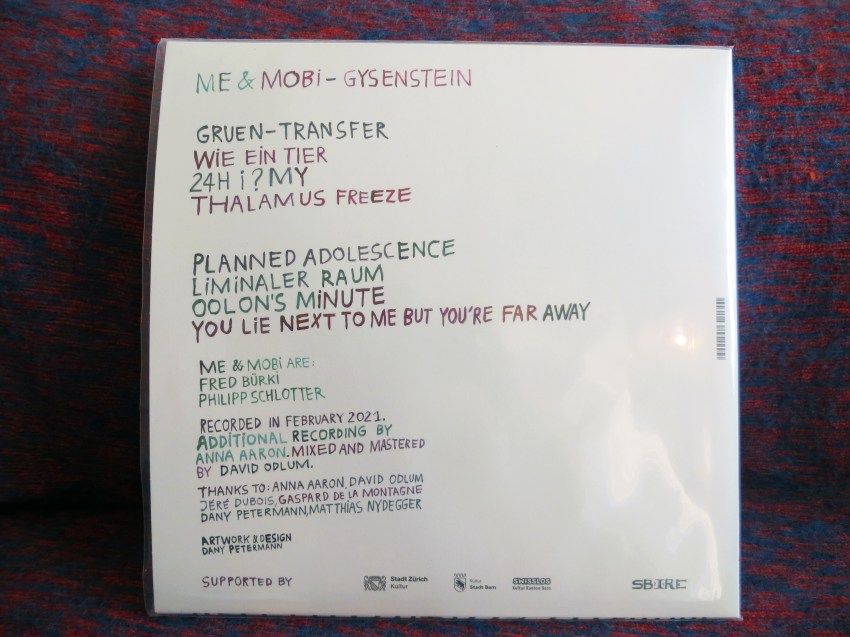 ME & MOBi - GYSENSTEIN
GRUEN-TRANSFER
WiE EiN TIER
24H i? MY
THALAMUS FREEZE
PLANNED ADOLESCENCE
LiMiNALER RAUM
OOLON'S MiNUTE
YOU LiE NEXT TO ME BUT YOU'RE FAR AWAY
ME & MOBi ARE:
FRED BÜRKi
PHILIPP SCHLOTTER
RECORDED IN FEBRUARY 2021.
ADDITIONAL RECORDING BY
ANNA AARON. MIXED AND MASTERED
BY DAVID ODLUM.
THANKS TO: ANNA AARON, DAVID ODLUM
JÉRÉ DUBOIS, GASPARD DE LA MONTAGNE
DANY PETERMANN, MATTHIAS NYDEGGER
ARTWORK & DESIGN
DANY PETERMANN
SUPPORTED BY
Stadt Zürich
Kultur
Kultur
Stadt Bern
SWISSLOS
Kultur Kanton Bern
SBIRE